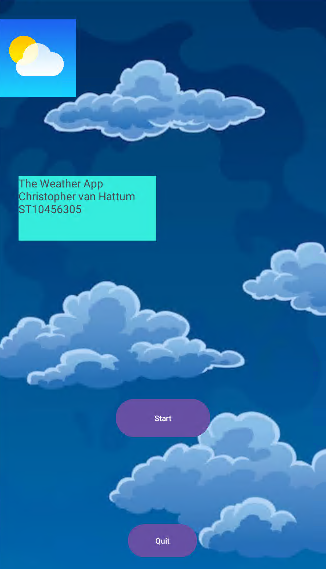 The Weather App
Christopher van Hattum
ST10456305
Start
Quit